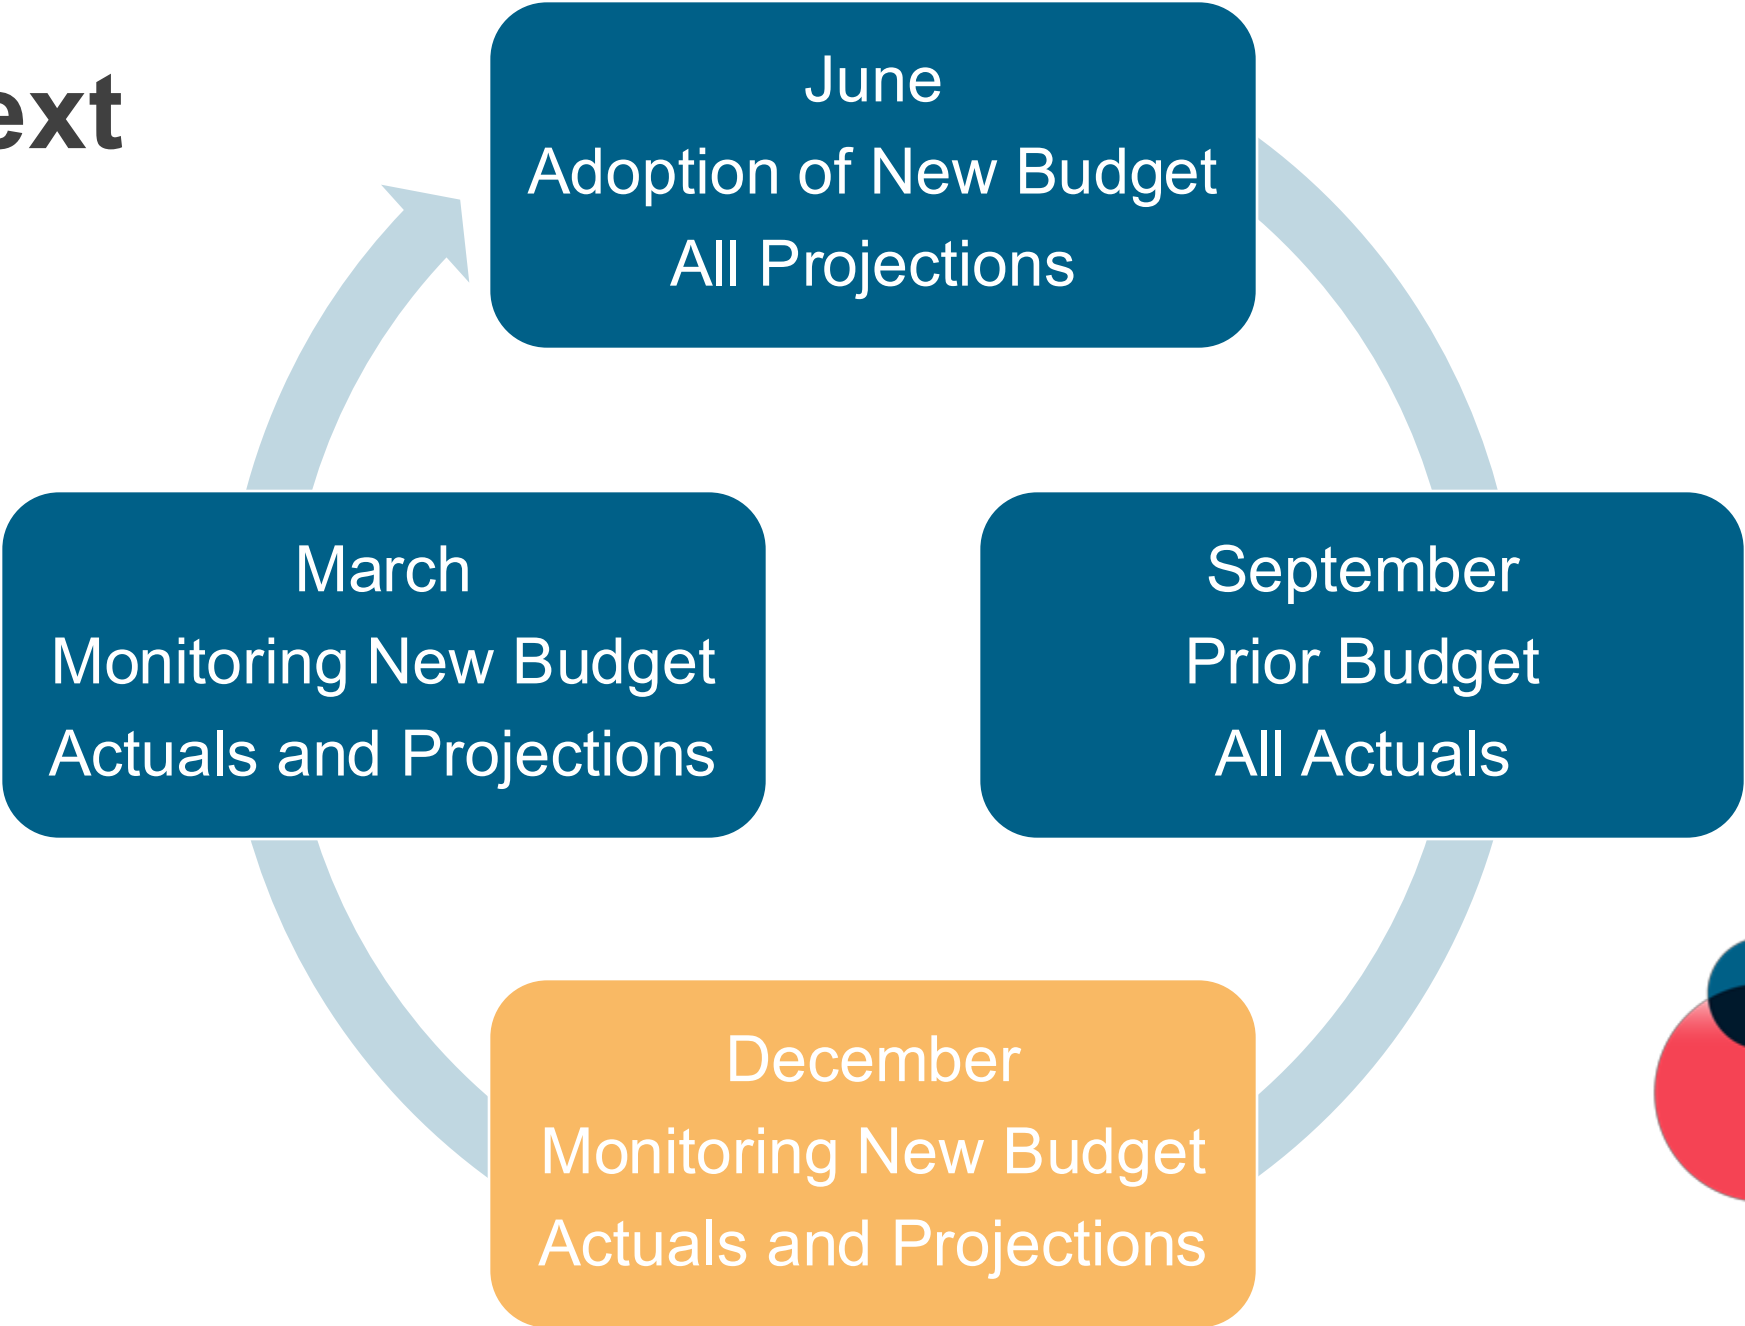 June
Adoption of New Budget
All Projections
September
Prior Budget
All Actuals
December
Monitoring New Budget
Actuals and Projections
March
Monitoring New Budget
Actuals and Projections